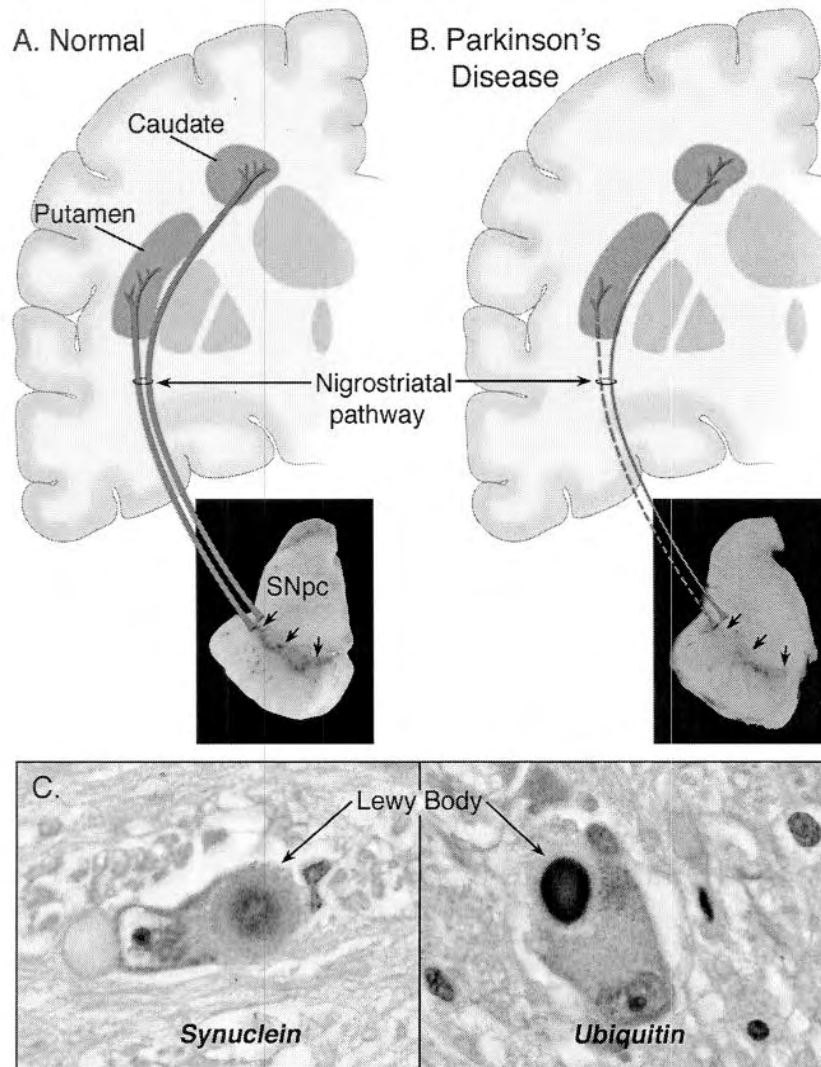 A. Normal
B. Parkinson's
Disease
Caudate
Putamen
Nigrostriatal
pathway
SNpc
C.
Lewy Body
Synuclein
Ubiquitin